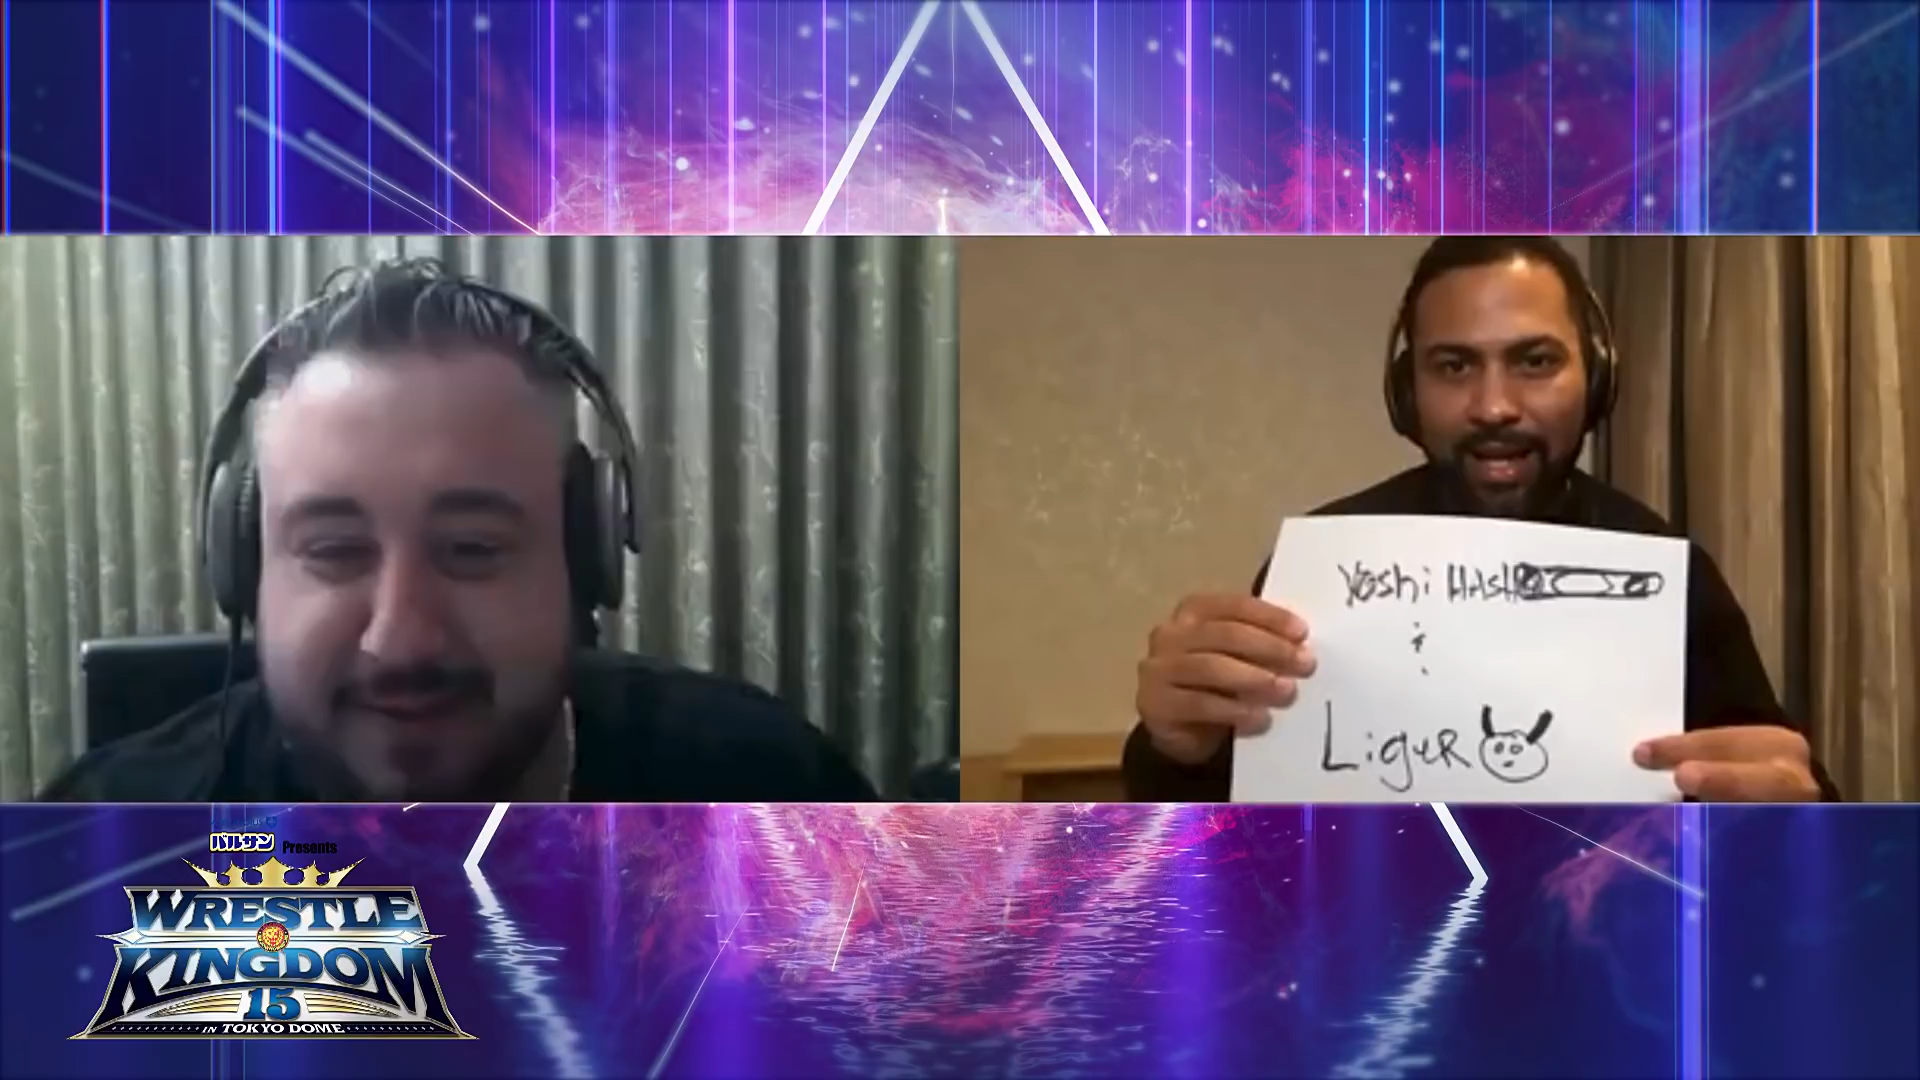 Yoshi HASH
&
LigeR
バルサン Presents
WRESTLE
KINGDOM
15
IN TOKYO DOME